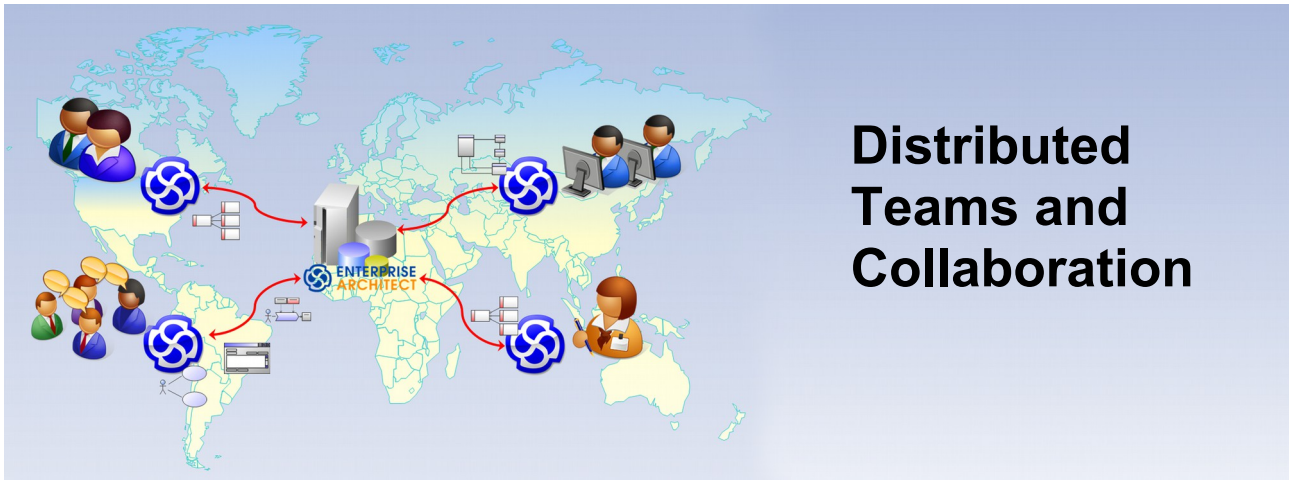 ENTERPRISE
ARCHITECT
Distributed
Teams and
Collaboration